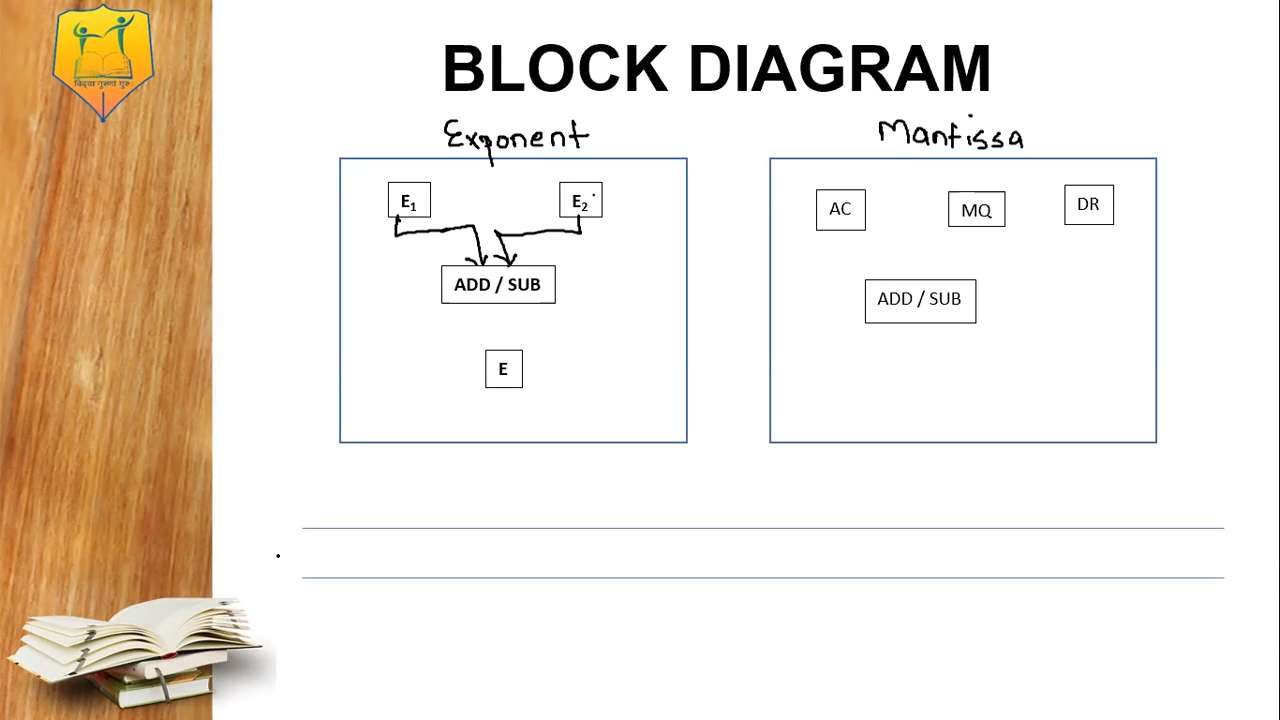 विद्या गुरूणां गुरुः
BLOCK DIAGRAM
Exponent
Mantissa
E1
E2
ADD / SUB
E
AC
MQ
DR
ADD / SUB